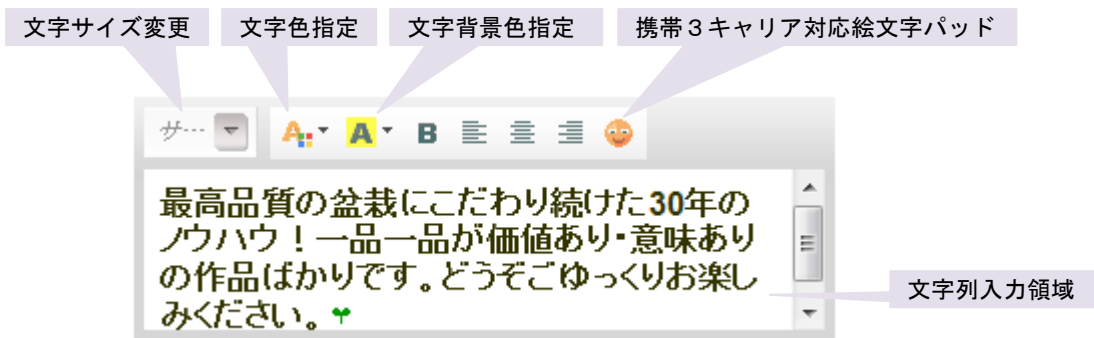 文字サイズ変更 文字色指定 文字背景色指定 携帯3キャリア対応絵文字パッド
サ… A A B
最高品質の盆栽にこだわり続けた30年の
ノウハウ！一品一品が価値あり・意味あり
の作品ばかりです。どうぞごゆっくりお楽し
みください。
文字列入力領域